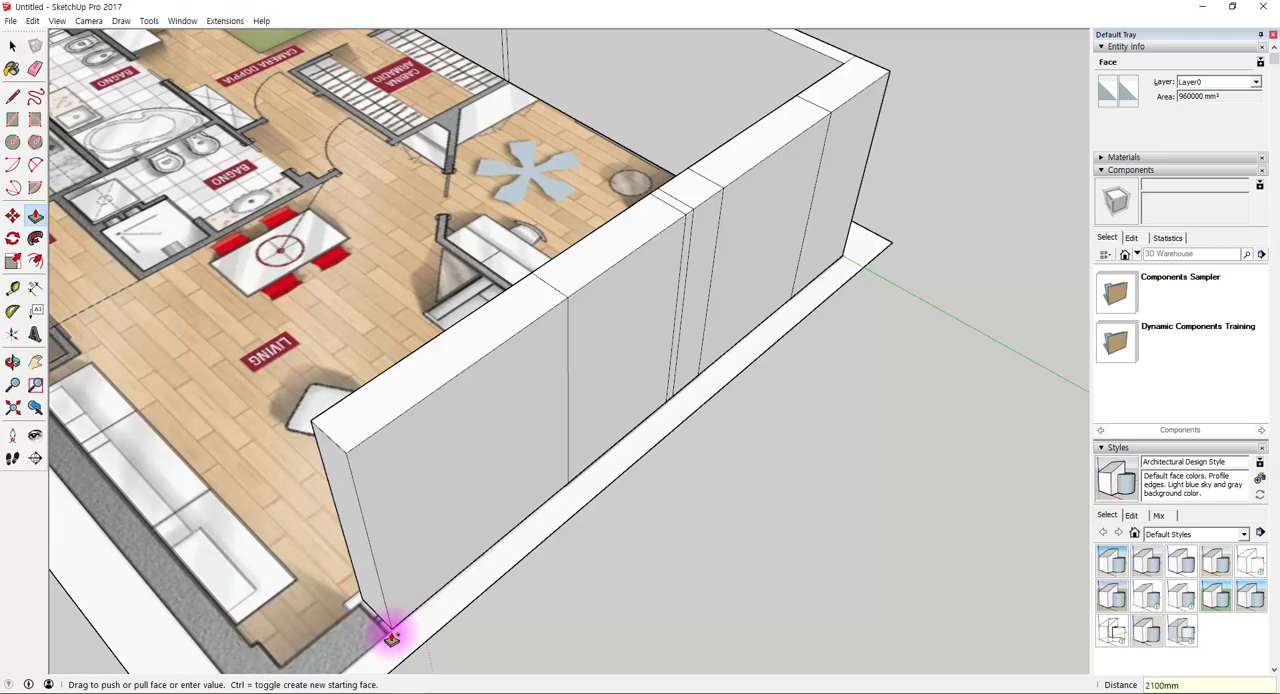 Untitled - SketchUp Pro 2017
File Edit View Camera Draw Tools Window Extensions Help
Default Tray
Entity Info
Face
Layer: Layer0
Area: 960000 mm²
Materials
Components
Select Edit Statistics
3D Warehouse
Components Sampler
Dynamic Components Training
Components
Styles
Architectural Design Style
Default face colors. Profile
edges. Light blue sky and gray
background color.
Select Edit Mix
Default Styles
BAGNO
CAMERA DOPPIA
CABINA
ARMADIO
BAGNO
LIVING
Drag to push or pull face or enter value. Ctrl = toggle create new starting face.
Distance 2100mm